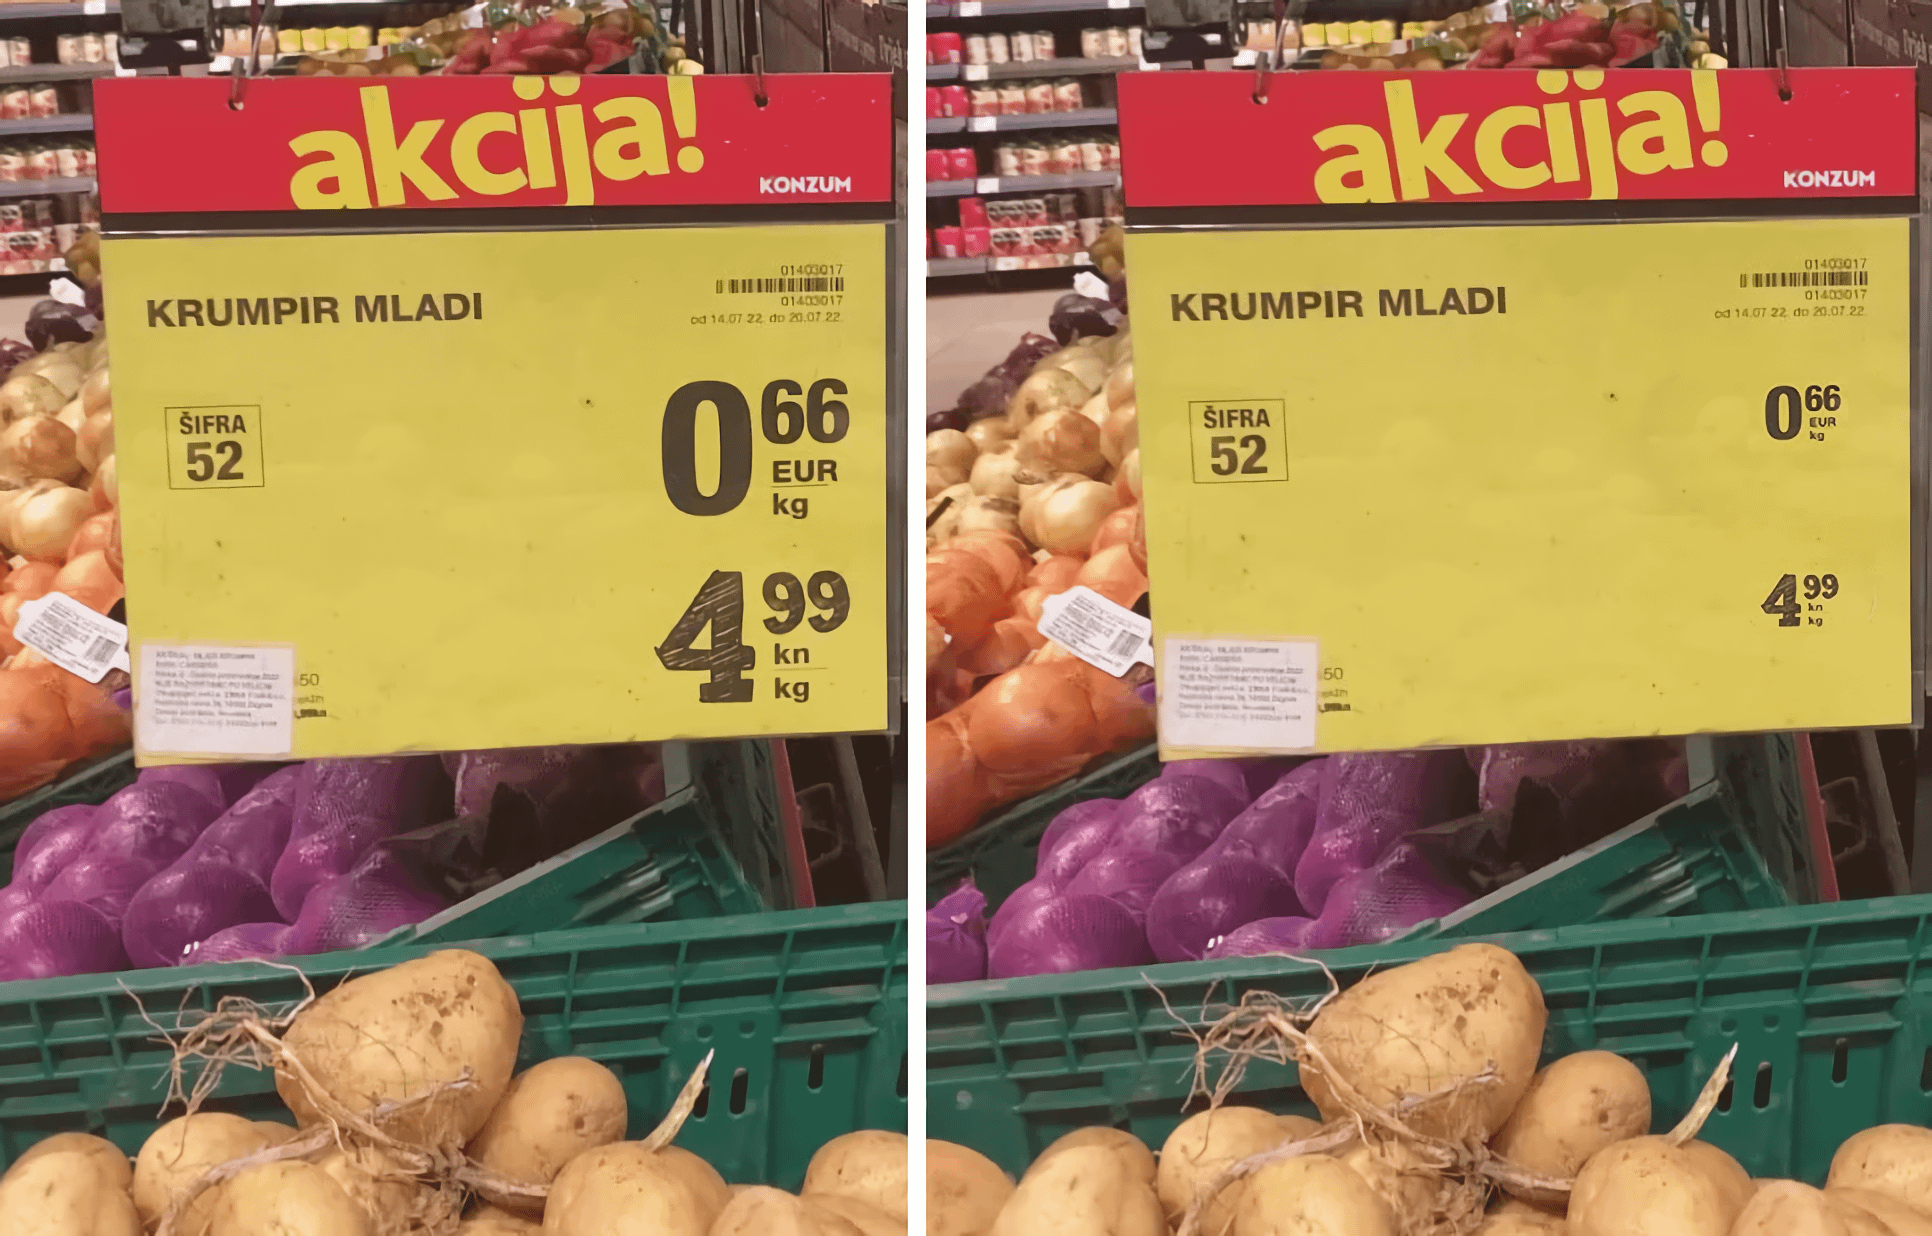 akcija!
KONZUM
01403017
01403017
od 14.07.22. do 20.07.22.
KRUMPIR MLADI
ŠIFRA
52
0 66
EUR
kg
4 99
kn
kg
50
akcija!
KONZUM
01403017
01403017
od 14.07.22. do 20.07.22.
KRUMPIR MLADI
ŠIFRA
52
0 66
EUR
kg
4 99
kn
kg
50